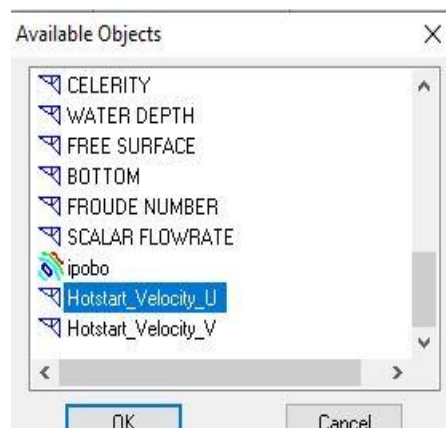 Available Objects
CELERITY
WATER DEPTH
FREE SURFACE
BOTTOM
FROUDE NUMBER
SCALAR FLOWRATE
ipobo
Hotstart_Velocity_U
Hotstart_Velocity_V
OK Cancel